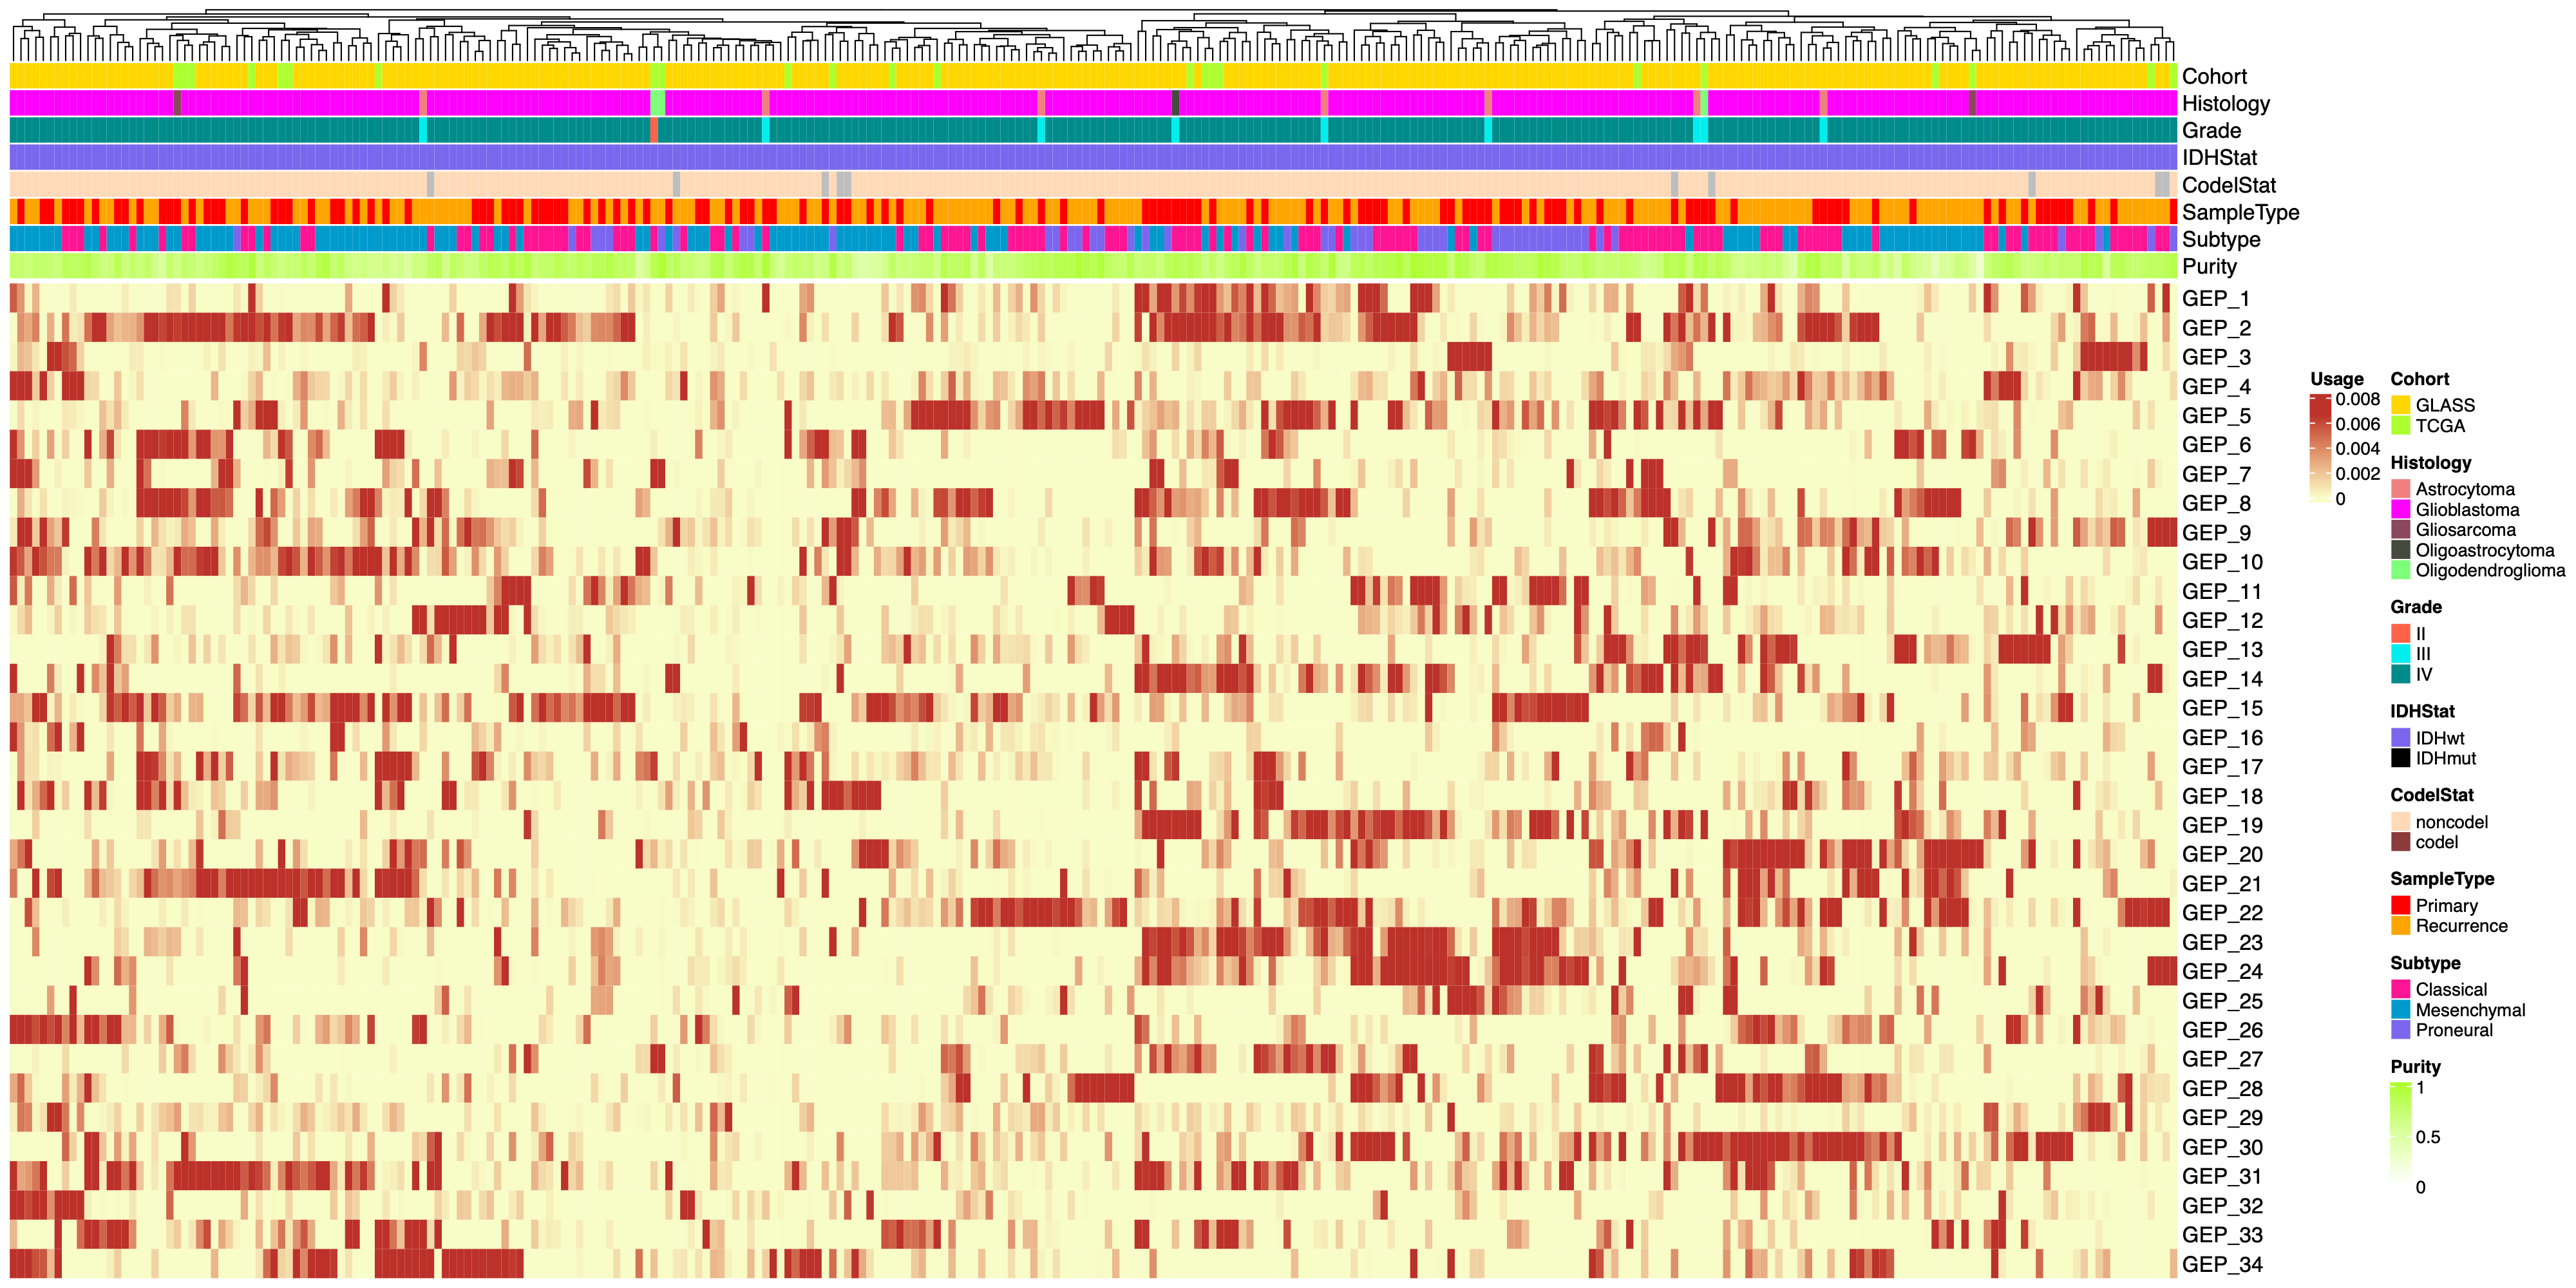 Cohort
Histology
Grade
IDHStat
CodelStat
SampleType
Subtype
Purity
GEP_1
GEP_2
GEP_3
GEP_4
GEP_5
GEP_6
GEP_7
GEP_8
GEP_9
GEP_10
GEP_11
GEP_12
GEP_13
GEP_14
GEP_15
GEP_16
GEP_17
GEP_18
GEP_19
GEP_20
GEP_21
GEP_22
GEP_23
GEP_24
GEP_25
GEP_26
GEP_27
GEP_28
GEP_29
GEP_30
GEP_31
GEP_32
GEP_33
GEP_34
Usage
0.008
0.006
0.004
0.002
0
Cohort
GLASS
TCGA
Histology
Astrocytoma
Glioblastoma
Gliosarcoma
Oligoastrocytoma
Oligodendroglioma
Grade
II
III
IV
IDHStat
IDHwt
IDHmut
CodelStat
noncodel
codel
SampleType
Primary
Recurrence
Subtype
Classical
Mesenchymal
Proneural
Purity
1
0.5
0